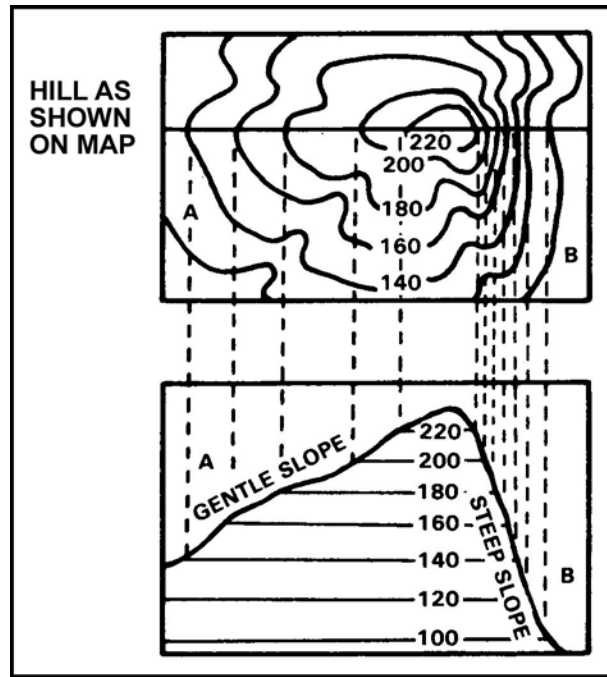 HILL AS
SHOWN
ON MAP
220
200
180
160
140
A
B
A
GENTLE SLOPE
220
200
180
160
140
120
100
STEEP SLOPE
B